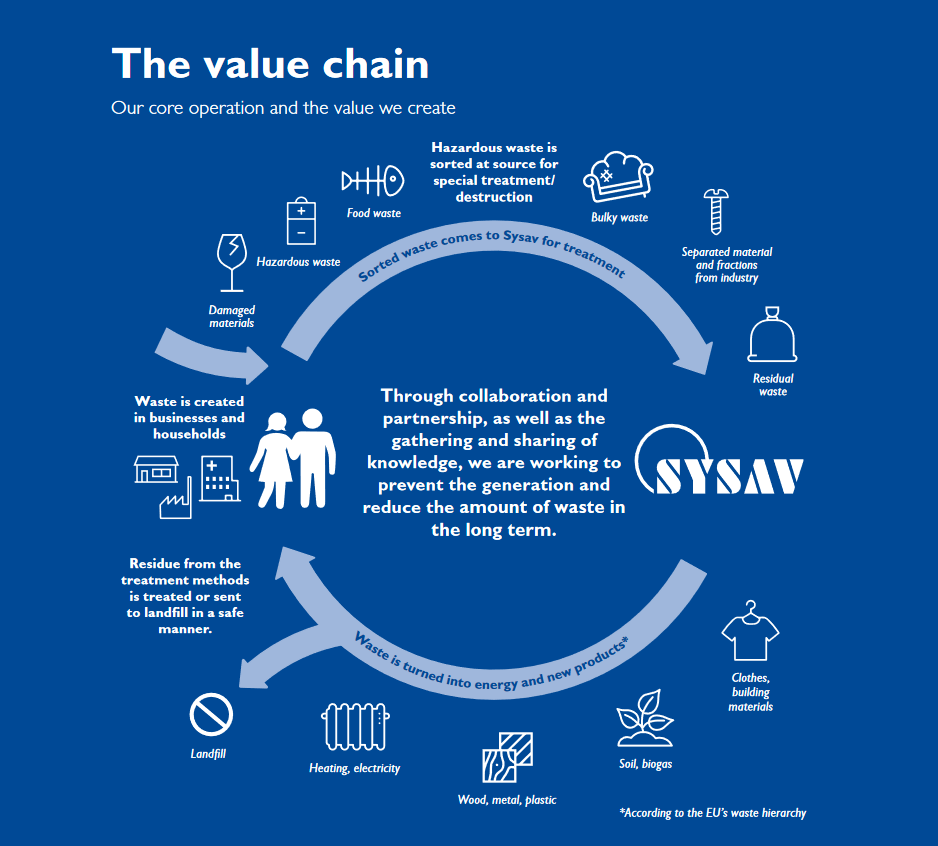 The value chain
Our core operation and the value we create
Hazardous waste is
sorted at source for
special treatment/
destruction
Food waste
Bulky waste
Hazardous waste
Separated material
and fractions
from industry
Damaged
materials
Sorted waste comes to Sysav for treatment
Residual
waste
Waste is created
in businesses and
households
Through collaboration and
partnership, as well as the
gathering and sharing of
knowledge, we are working to
prevent the generation and
reduce the amount of waste in
the long term.
SYSAV
Residue from the
treatment methods
is treated or sent
to landfill in a safe
manner.
Waste is turned into energy and new products*
Clothes,
building
materials
Landfill
Heating, electricity
Wood, metal, plastic
Soil, biogas
*According to the EU's waste hierarchy